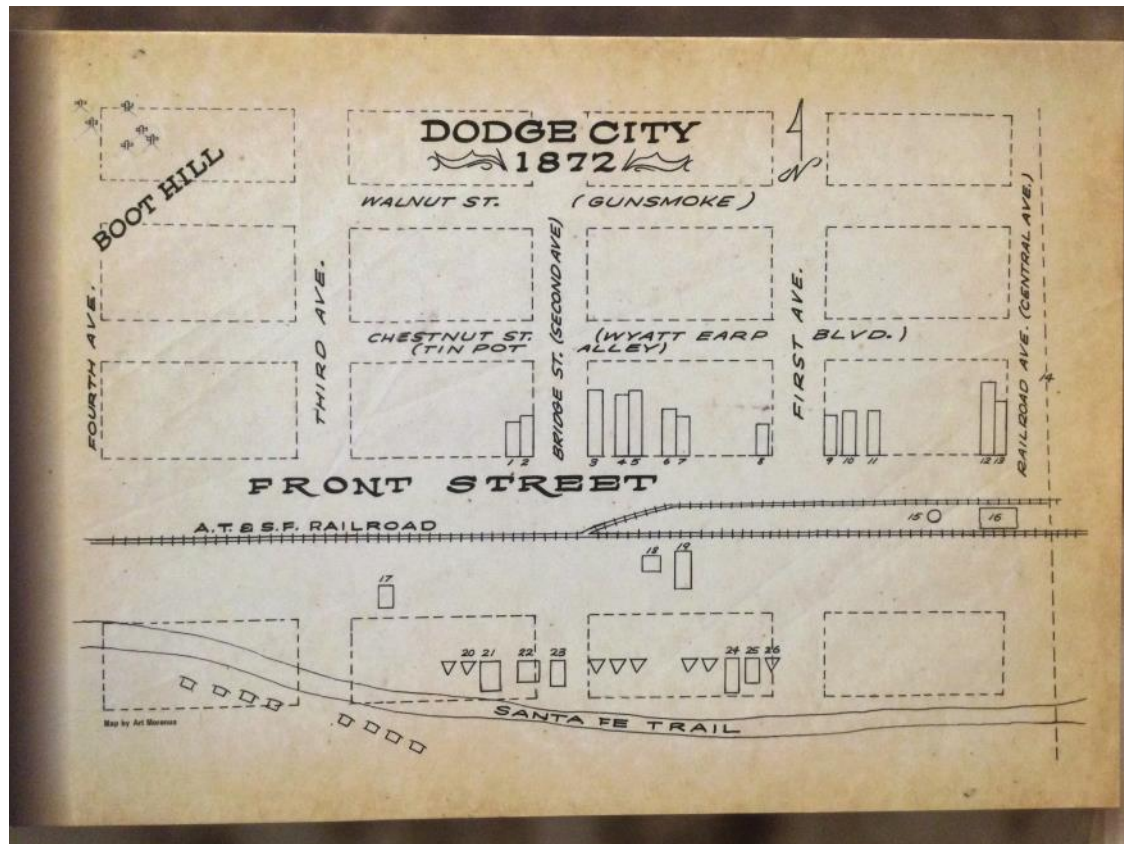 DODGE CITY
1872
N
BOOT HILL
WALNUT ST. (GUNSMOKE)
FOURTH AVE.
THIRD AVE.
BRIDGE ST. (SECOND AVE)
FIRST AVE.
RAILROAD AVE. (CENTRAL AVE.)
CHESTNUT ST. (WYATT EARP BLVD.)
(TIN POT ALLEY)
14
1 2 3 4 5 6 7 8 9 10 11 12 13
FRONT STREET
A.T. & S.F. RAILROAD
15 16
17 18 19
20 21 22 23 24 25 26
SANTA FE TRAIL
Map by Art